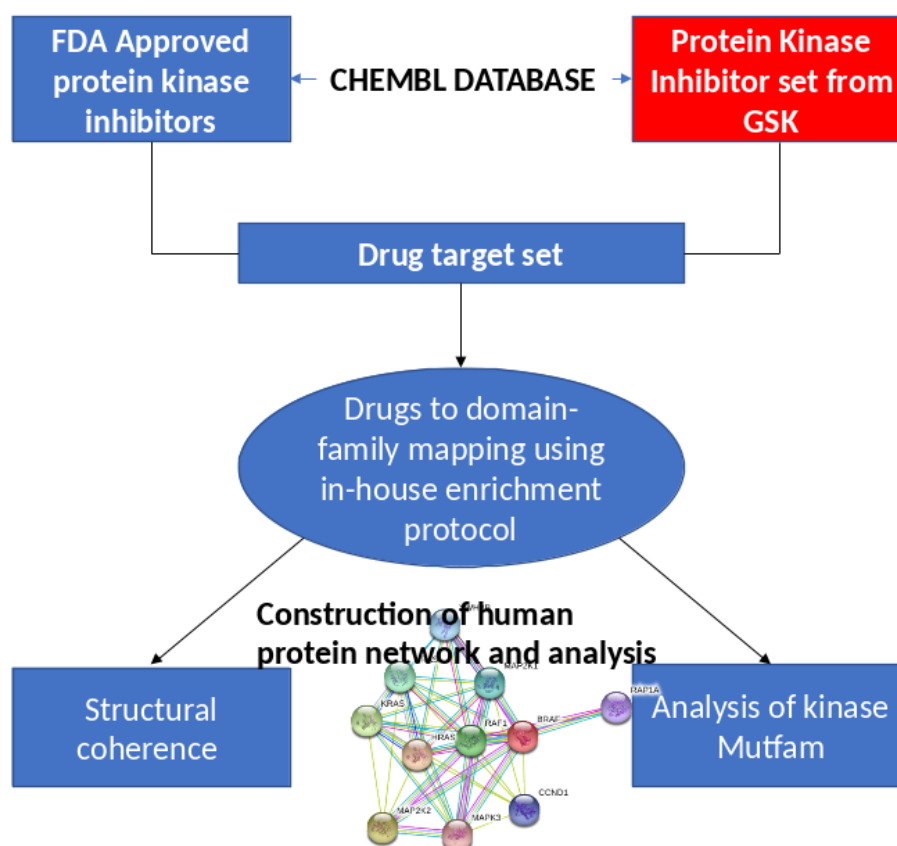 FDA Approved
protein kinase
inhibitors
CHEMBL DATABASE
Protein Kinase
Inhibitor set from
GSK
Drug target set
Drugs to domain-
family mapping using
in-house enrichment
protocol
Construction of human
protein network and analysis
Structural
coherence
MAP2K1
KRAS
HRAS
RAF1
BRAF
RAP1A
CCND1
MAP2K2
MAPK3
Analysis of kinase
Mutfam